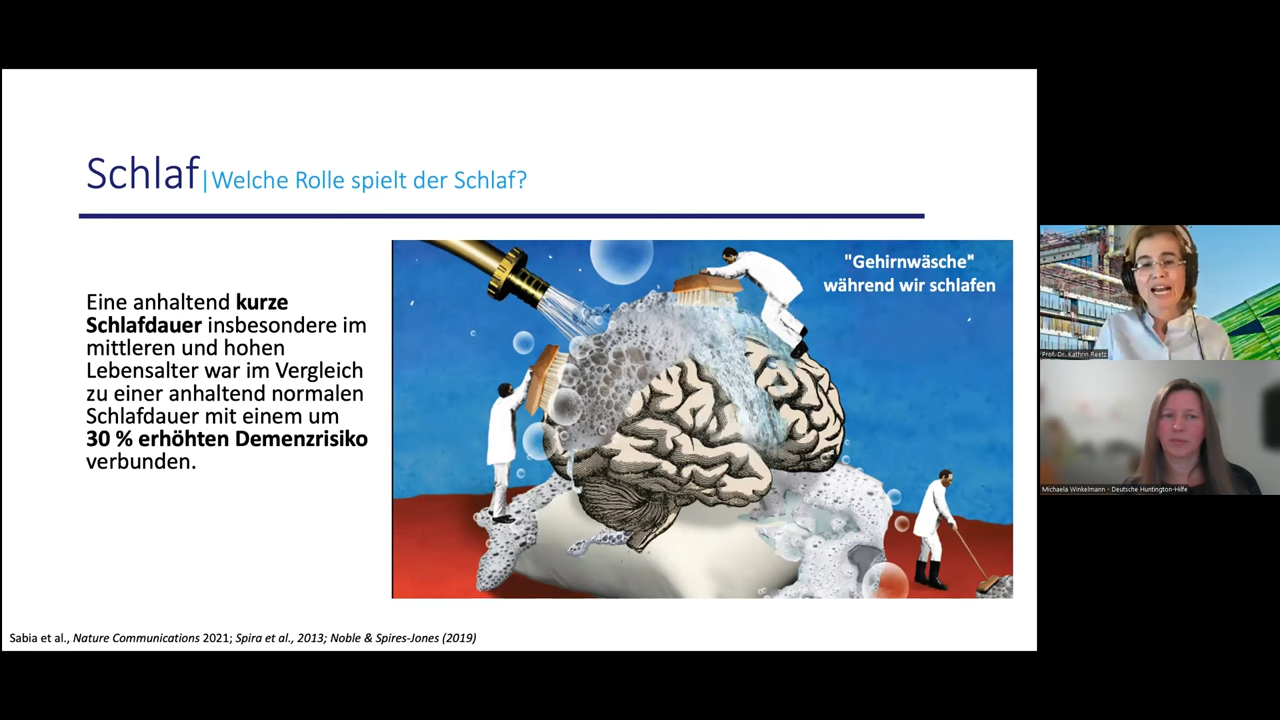 Schlaf|Welche Rolle spielt der Schlaf?
"Gehirnwäsche“
während wir schlafen
Eine anhaltend kurze
Schlafdauer insbesondere im
mittleren und hohen
Lebensalter war im Vergleich
zu einer anhaltend normalen
Schlafdauer mit einem um
30 % erhöhten Demenzrisiko
verbunden.
Sabia et al., Nature Communications 2021; Spira et al., 2013; Noble & Spires-Jones (2019)
Prof. Dr. Kathrin Reetz
Michaela Winkelmann - Deutsche Huntington-Hilfe